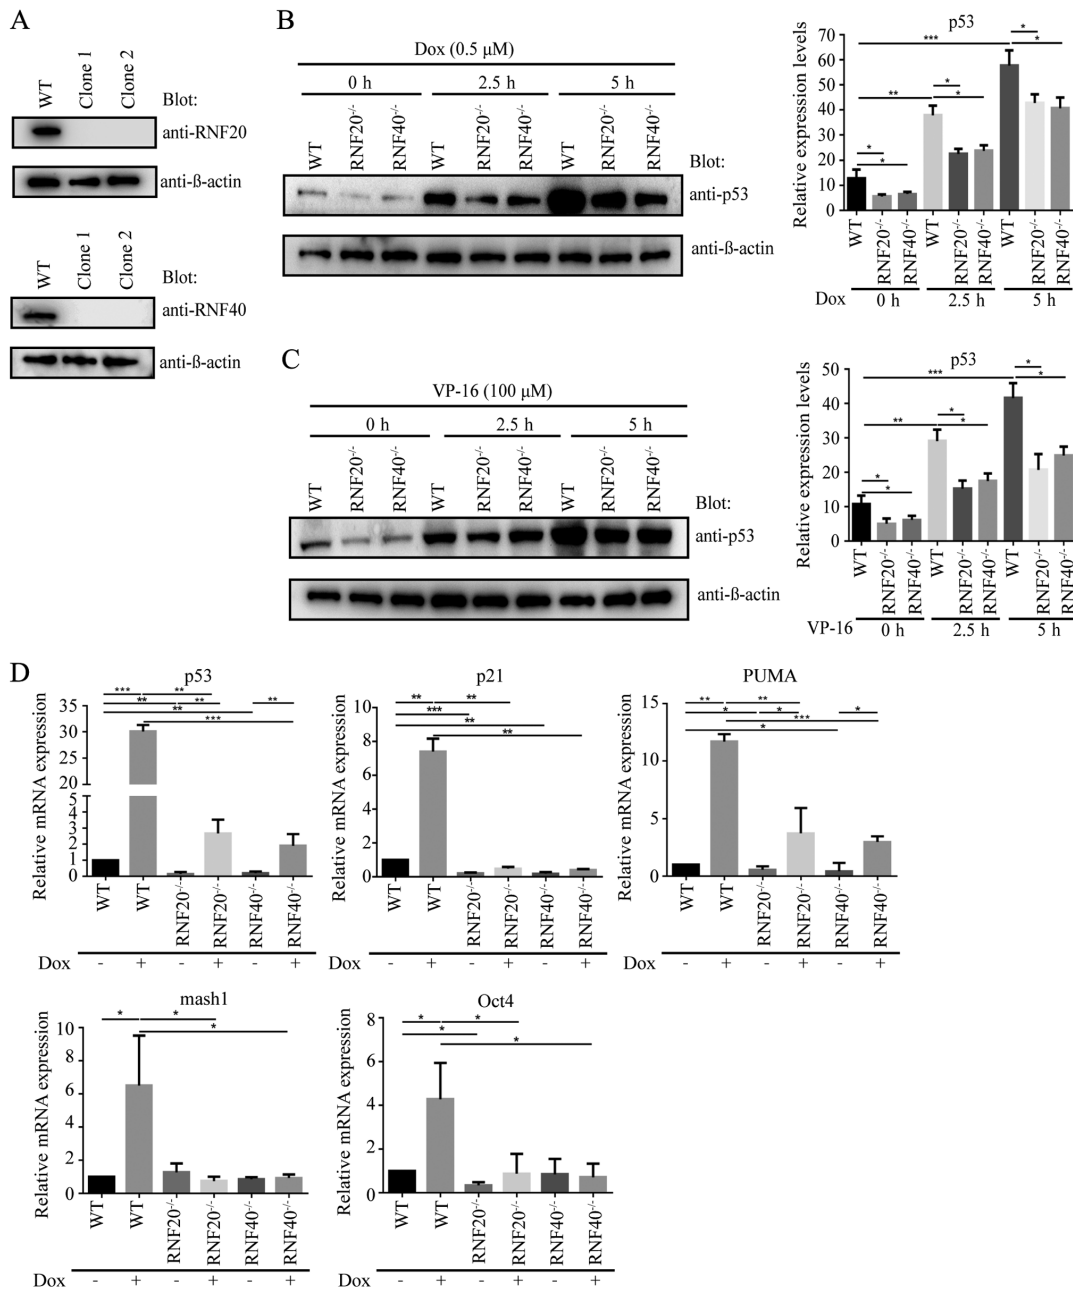 A
WT
Clone 1
Clone 2
Blot:
anti-RNF20
anti-ß-actin
WT
Clone 1
Clone 2
Blot:
anti-RNF40
anti-ß-actin
B
Dox (0.5 μM)
0 h 2.5 h 5 h
WT RNF20-/- RNF40-/- WT RNF20-/- RNF40-/- WT RNF20-/- RNF40-/-
Blot:
anti-p53
anti-ß-actin
p53
Relative expression levels
70
60
50
40
30
20
10
0
*** * *
** * *
* *
WT RNF20-/- RNF40-/- WT RNF20-/- RNF40-/- WT RNF20-/- RNF40-/-
Dox 0 h 2.5 h 5 h
C
VP-16 (100 μM)
0 h 2.5 h 5 h
WT RNF20-/- RNF40-/- WT RNF20-/- RNF40-/- WT RNF20-/- RNF40-/-
Blot:
anti-p53
anti-ß-actin
p53
Relative expression levels
50
40
30
20
10
0
*** * *
** * *
* *
WT RNF20-/- RNF40-/- WT RNF20-/- RNF40-/- WT RNF20-/- RNF40-/-
VP-16 0 h 2.5 h 5 h
D
p53
Relative mRNA expression
35
30
25
20
5
4
3
2
1
0
*** **
** ** **
**
***
WT WT RNF20-/- RNF20-/- RNF40-/- RNF40-/-
Dox - + - + - +
p21
Relative mRNA expression
10
8
6
4
2
0
** **
***
**
**
WT WT RNF20-/- RNF20-/- RNF40-/- RNF40-/-
- + - + - +
PUMA
Relative mRNA expression
15
10
5
0
** **
* * *
***
*
WT WT RNF20-/- RNF20-/- RNF40-/- RNF40-/-
Dox - + - + - +
mash1
Relative mRNA expression
10
8
6
4
2
0
* *
*
WT WT RNF20-/- RNF20-/- RNF40-/- RNF40-/-
Dox - + - + - +
Oct4
Relative mRNA expression
8
6
4
2
0
* *
*
*
WT WT RNF20-/- RNF20-/- RNF40-/- RNF40-/-
Dox - + - + - +